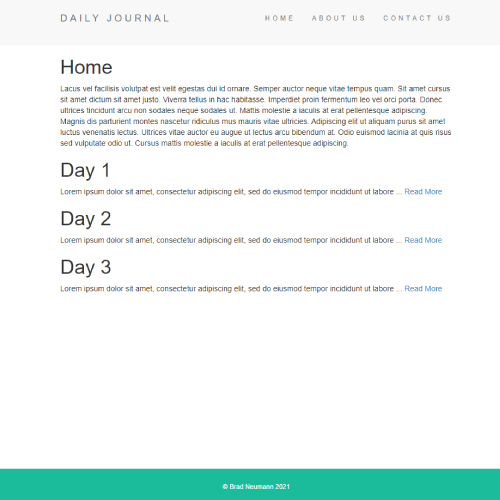 DAILY JOURNAL
HOME ABOUT US CONTACT US
Home
Lacus vel facilisis volutpat est velit egestas dui id ornare. Semper auctor neque vitae tempus quam. Sit amet cursus
sit amet dictum sit amet justo. Viverra tellus in hac habitasse. Imperdiet proin fermentum leo vel orci porta. Donec
ultrices tincidunt arcu non sodales neque sodales ut. Mattis molestie a iaculis at erat pellentesque adipiscing.
Magnis dis parturient montes nascetur ridiculus mus mauris vitae ultricies. Adipiscing elit ut aliquam purus sit amet
luctus venenatis lectus. Ultrices vitae auctor eu augue ut lectus arcu bibendum at. Odio euismod lacinia at quis risus
sed vulputate odio ut. Cursus mattis molestie a iaculis at erat pellentesque adipiscing.
Day 1
Lorem ipsum dolor sit amet, consectetur adipiscing elit, sed do eiusmod tempor incididunt ut labore ... Read More
Day 2
Lorem ipsum dolor sit amet, consectetur adipiscing elit, sed do eiusmod tempor incididunt ut labore ... Read More
Day 3
Lorem ipsum dolor sit amet, consectetur adipiscing elit, sed do eiusmod tempor incididunt ut labore ... Read More
© Brad Neumann 2021